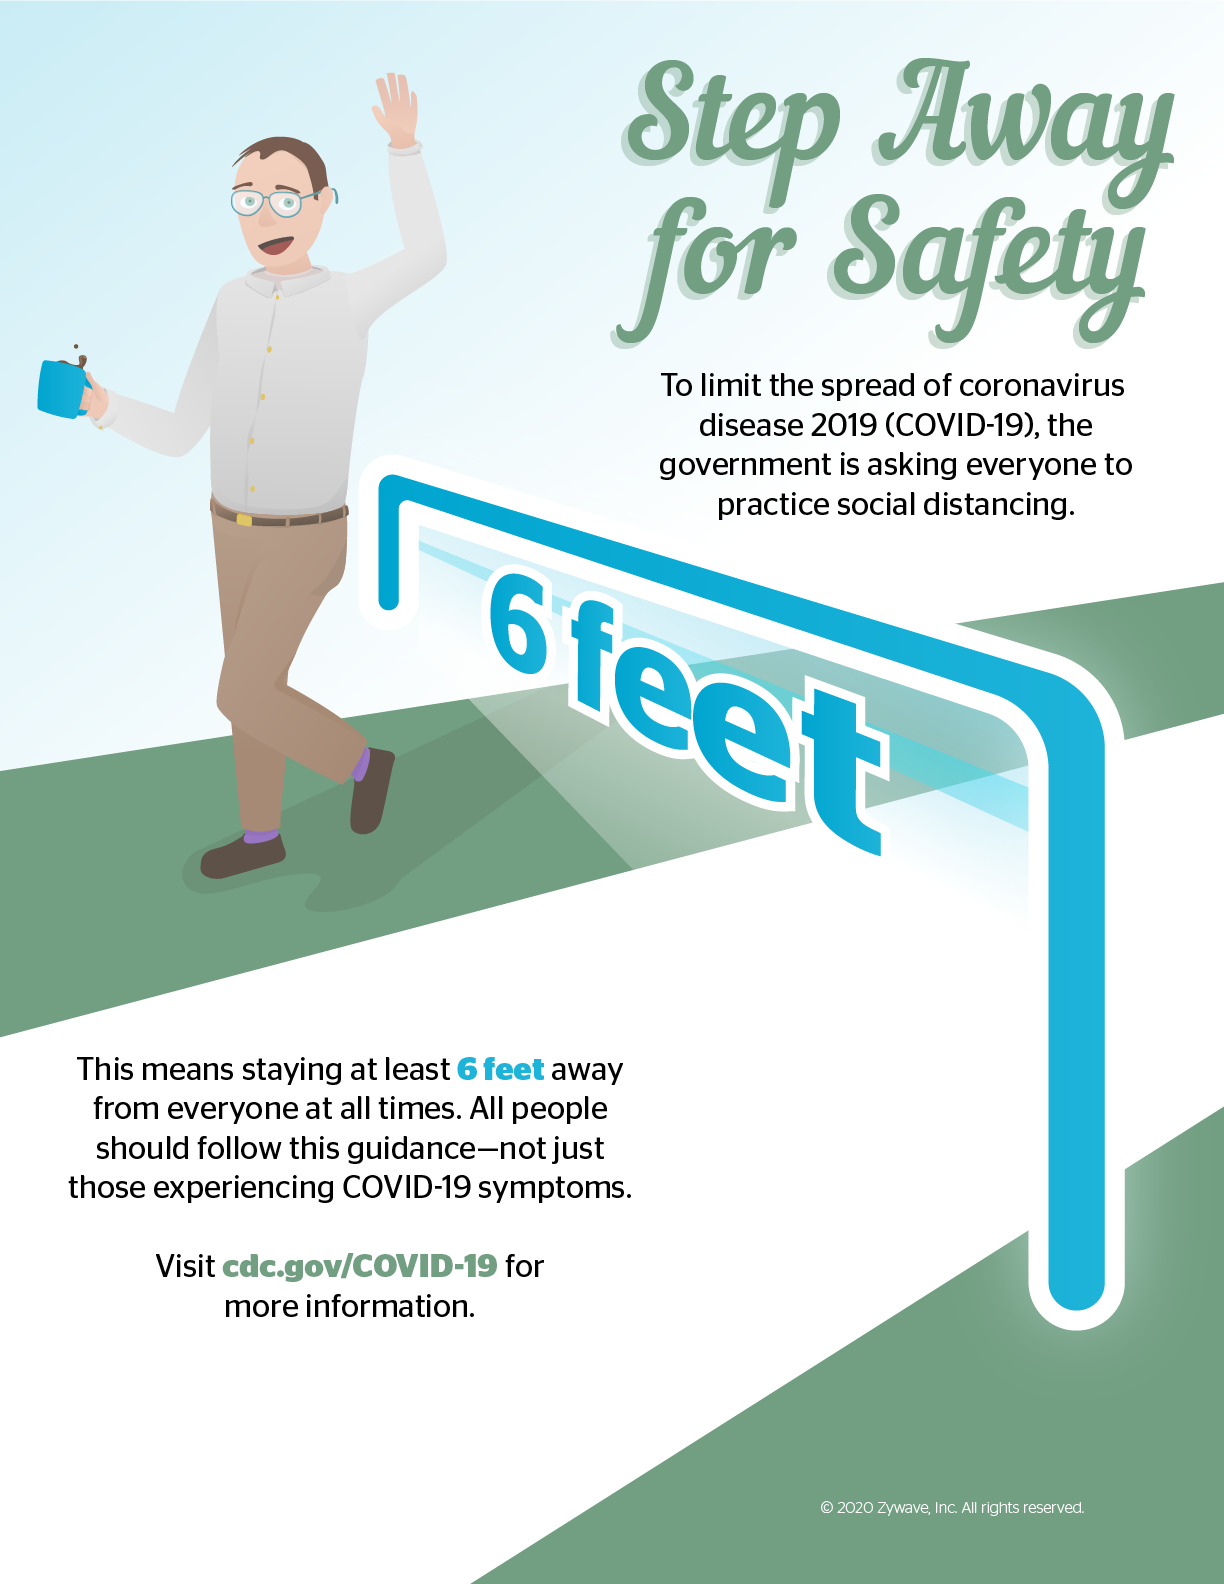 Step Away
for Safety
To limit the spread of coronavirus
disease 2019 (COVID-19), the
government is asking everyone to
practice social distancing.
6 feet
This means staying at least 6 feet away
from everyone at all times. All people
should follow this guidance—not just
those experiencing COVID-19 symptoms.
Visit cdc.gov/COVID-19 for
more information.
© 2020 Zywave, Inc. All rights reserved.